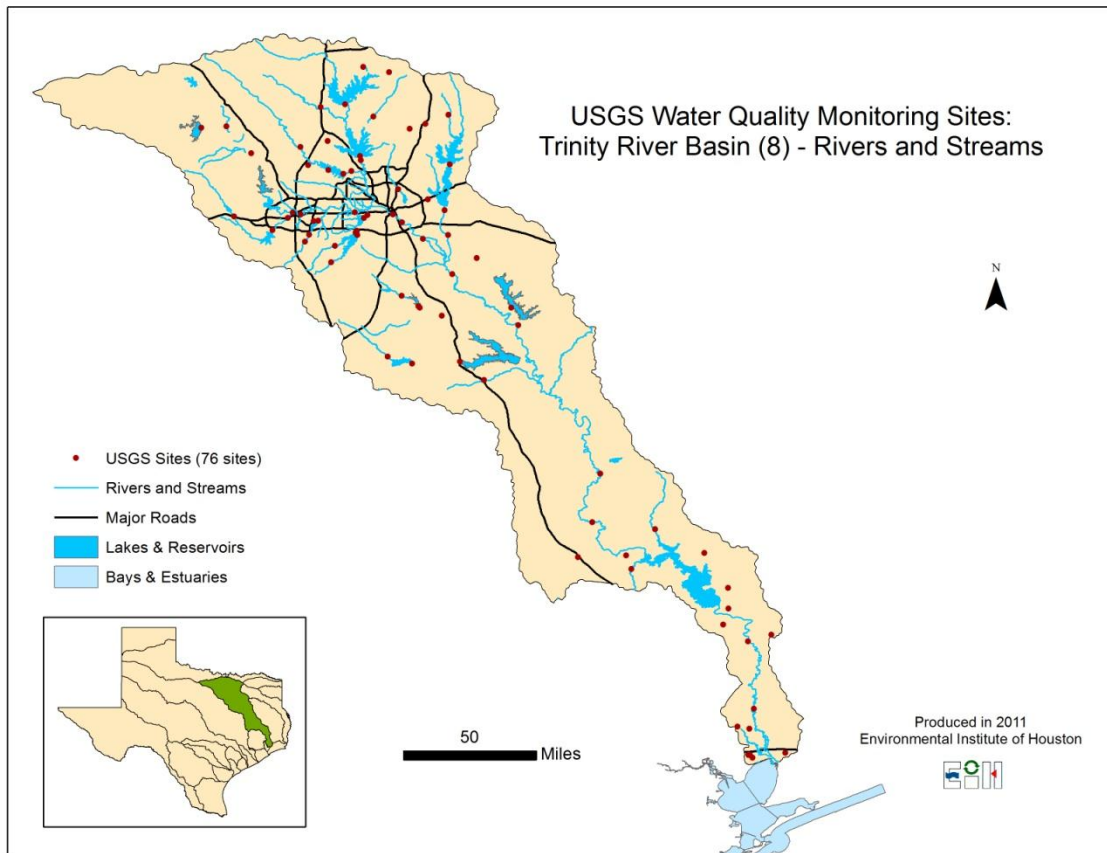 USGS Water Quality Monitoring Sites:
Trinity River Basin (8) - Rivers and Streams
N
USGS Sites (76 sites)
Rivers and Streams
Major Roads
Lakes & Reservoirs
Bays & Estuaries
50
Miles
Produced in 2011
Environmental Institute of Houston
EIH